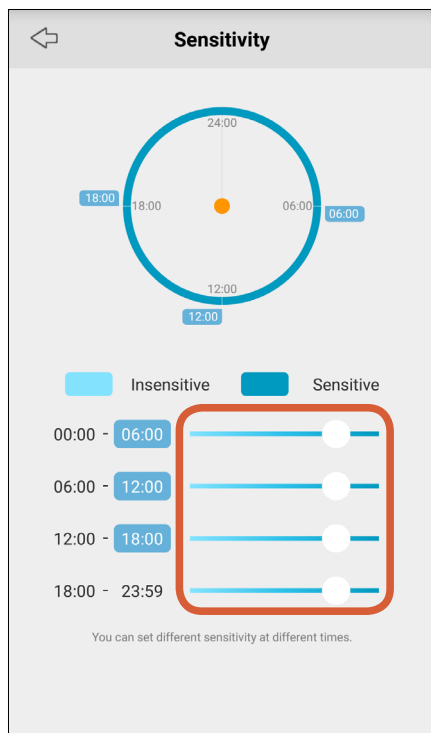 Sensitivity
24:00
18:00
18:00
06:00
06:00
12:00
12:00
Insensitive Sensitive
00:00 - 06:00
06:00 - 12:00
12:00 - 18:00
18:00 - 23:59
You can set different sensitivity at different times.